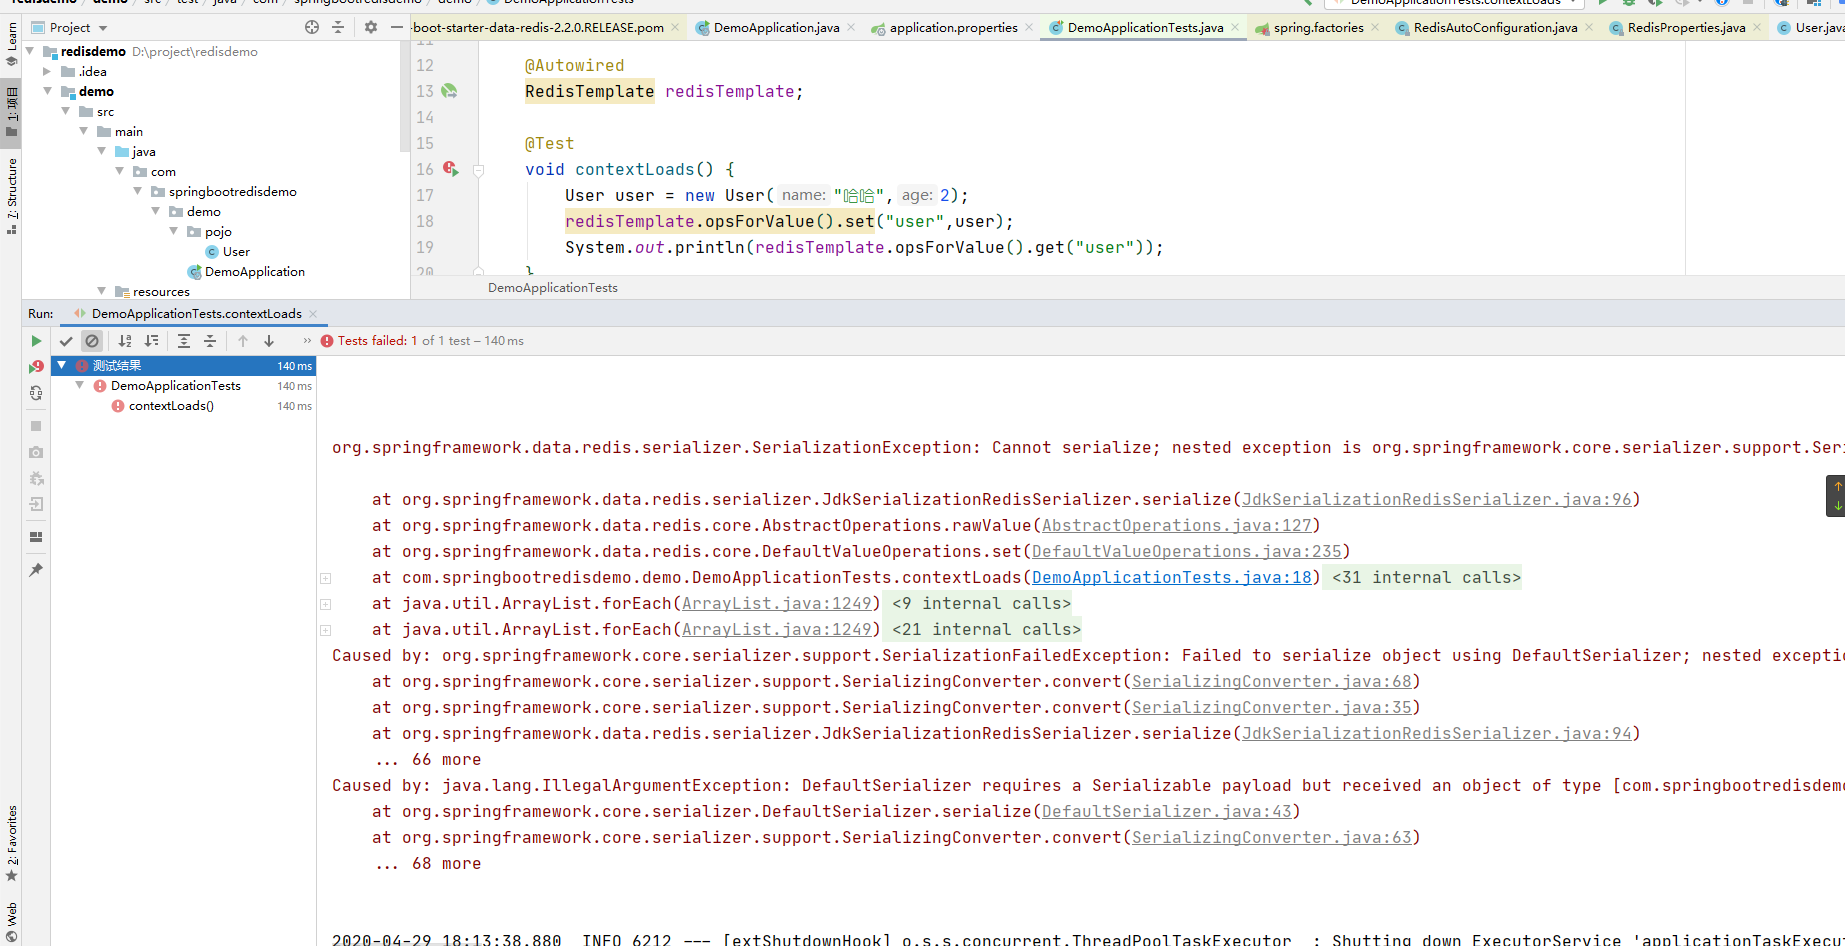 redisdemo / demo / src / test / java / com / springbootredisdemo / demo / DemoApplicationTests
DemoApplicationTests.contextLoads
Project
-boot-starter-data-redis-2.2.0.RELEASE.pom
DemoApplication.java
application.properties
DemoApplicationTests.java
spring.factories
RedisAutoConfiguration.java
RedisProperties.java
User.java
Learn
1: 项目
7: Structure
2: Favorites
Web
redisdemo D:\project\redisdemo
.idea
demo
src
main
java
com
springbootredisdemo
demo
pojo
User
DemoApplication
resources
11
12 @Autowired
13 RedisTemplate redisTemplate;
14
15 @Test
16 void contextLoads() {
17 User user = new User( name: "哈哈", age: 2);
18 redisTemplate.opsForValue().set("user",user);
19 System.out.println(redisTemplate.opsForValue().get("user"));
20 }
DemoApplicationTests
Run: DemoApplicationTests.contextLoads
Tests failed: 1 of 1 test – 140 ms
测试结果 140 ms
DemoApplicationTests 140 ms
contextLoads() 140 ms
org.springframework.data.redis.serializer.SerializationException: Cannot serialize; nested exception is org.springframework.core.serializer.support.Seri
at org.springframework.data.redis.serializer.JdkSerializationRedisSerializer.serialize(JdkSerializationRedisSerializer.java:96)
at org.springframework.data.redis.core.AbstractOperations.rawValue(AbstractOperations.java:127)
at org.springframework.data.redis.core.DefaultValueOperations.set(DefaultValueOperations.java:235)
at com.springbootredisdemo.demo.DemoApplicationTests.contextLoads(DemoApplicationTests.java:18) <31 internal calls>
at java.util.ArrayList.forEach(ArrayList.java:1249) <9 internal calls>
at java.util.ArrayList.forEach(ArrayList.java:1249) <21 internal calls>
Caused by: org.springframework.core.serializer.support.SerializationFailedException: Failed to serialize object using DefaultSerializer; nested exceptio
at org.springframework.core.serializer.support.SerializingConverter.convert(SerializingConverter.java:68)
at org.springframework.core.serializer.support.SerializingConverter.convert(SerializingConverter.java:35)
at org.springframework.data.redis.serializer.JdkSerializationRedisSerializer.serialize(JdkSerializationRedisSerializer.java:94)
... 66 more
Caused by: java.lang.IllegalArgumentException: DefaultSerializer requires a Serializable payload but received an object of type [com.springbootredisdemo
at org.springframework.core.serializer.DefaultSerializer.serialize(DefaultSerializer.java:43)
at org.springframework.core.serializer.support.SerializingConverter.convert(SerializingConverter.java:63)
... 68 more
2020-04-29 18:13:38.880 INFO 6212 --- [extShutdownHook] o.s.s.concurrent.ThreadPoolTaskExecutor : Shutting down ExecutorService 'applicationTaskExecu